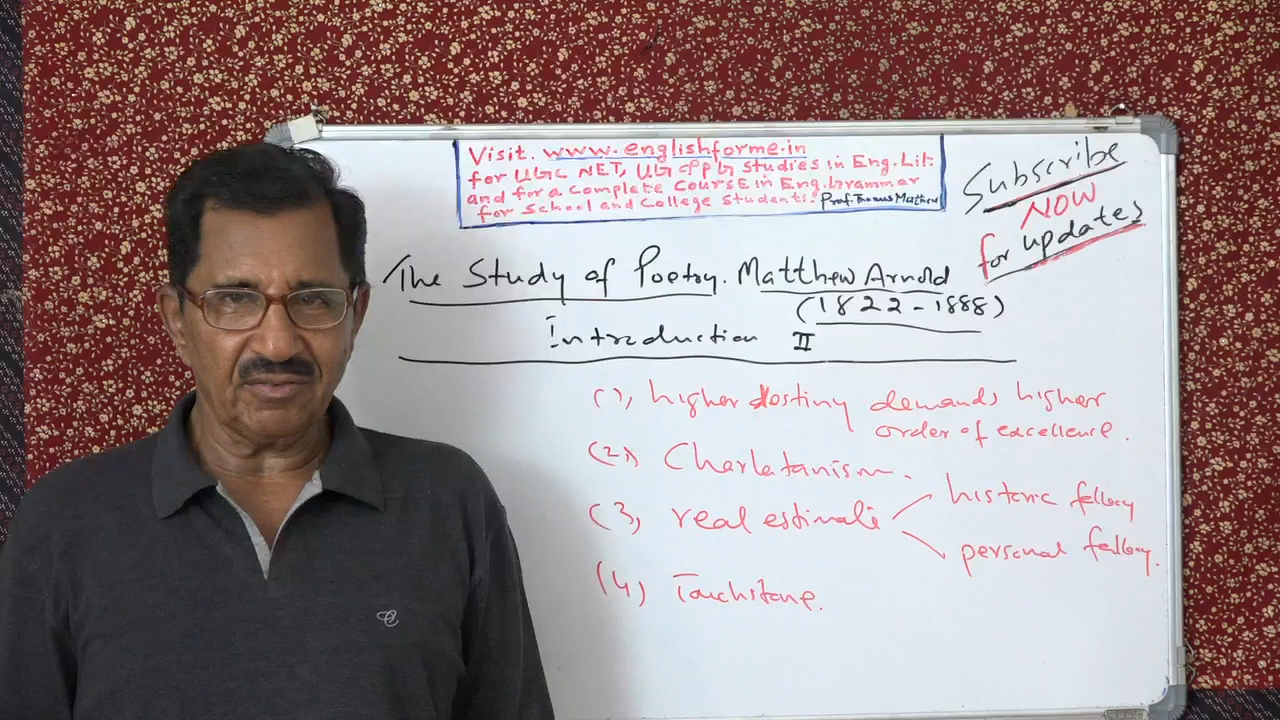 Visit. www.englishforme.in
for UGC NET, UG & PG studies in Eng. Lit.
and for a Complete Course in Eng. Grammar
for School and College Students. Prof. Thomas Mathew
Subscribe
NOW
for updates
The Study of Poetry. Matthew Arnold
(1822-1888)
Introduction II
(1), higher destiny demands higher
order of excellence.
(2), Charlatanism.
(3, real estimate
historic fallacy
personal fallacy.
(4) Touchstone.